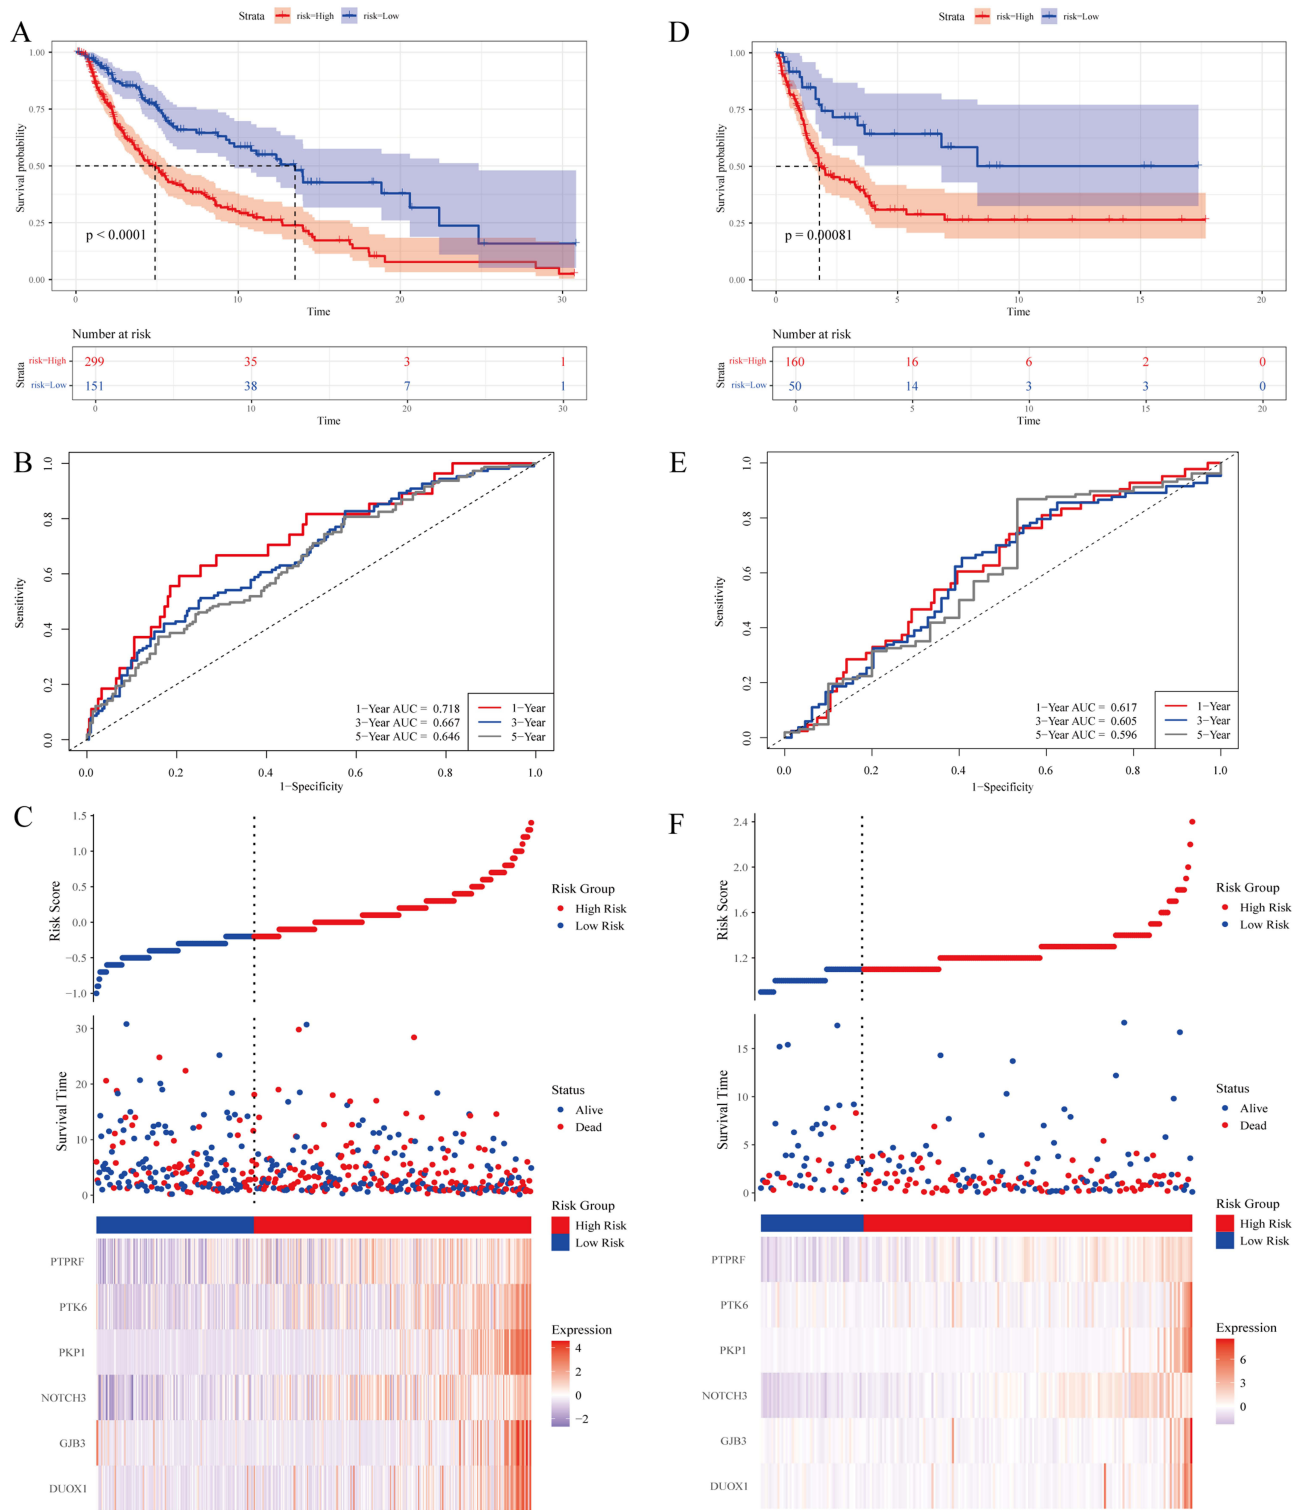 A
Strata risk=High risk=Low
Survival probability
1.00
0.75
0.50
0.25
0.00
p < 0.0001
0 10 20 30
Time
Number at risk
Strata
risk=High 299 35 3 1
risk=Low 151 38 7 1
0 10 20 30
Time
D
Strata risk=High risk=Low
Survival probability
1.00
0.75
0.50
0.25
0.00
p = 0.00081
0 5 10 15 20
Time
Number at risk
Strata
risk=High 160 16 6 2 0
risk=Low 50 14 3 3 0
0 5 10 15 20
Time
B
Sensitivity
1.0
0.8
0.6
0.4
0.2
0.0
1-Year AUC = 0.718
3-Year AUC = 0.667
5-Year AUC = 0.646
1-Year
3-Year
5-Year
0.0 0.2 0.4 0.6 0.8 1.0
1-Specificity
E
Sensitivity
1.0
0.8
0.6
0.4
0.2
0.0
1-Year AUC = 0.617
3-Year AUC = 0.605
5-Year AUC = 0.596
1-Year
3-Year
5-Year
0.0 0.2 0.4 0.6 0.8 1.0
1-Specificity
C
Risk Score
1.5
1.0
0.5
0.0
-0.5
-1.0
Risk Group
High Risk
Low Risk
Survival Time
30
20
10
0
Status
Alive
Dead
Risk Group
High Risk
Low Risk
PTPRF
PTK6
PKP1
NOTCH3
GJB3
DUOX1
Expression
4
2
0
-2
F
Risk Score
2.4
2.0
1.6
1.2
Risk Group
High Risk
Low Risk
Survival Time
15
10
5
0
Status
Alive
Dead
Risk Group
High Risk
Low Risk
PTPRF
PTK6
PKP1
NOTCH3
GJB3
DUOX1
Expression
6
3
0